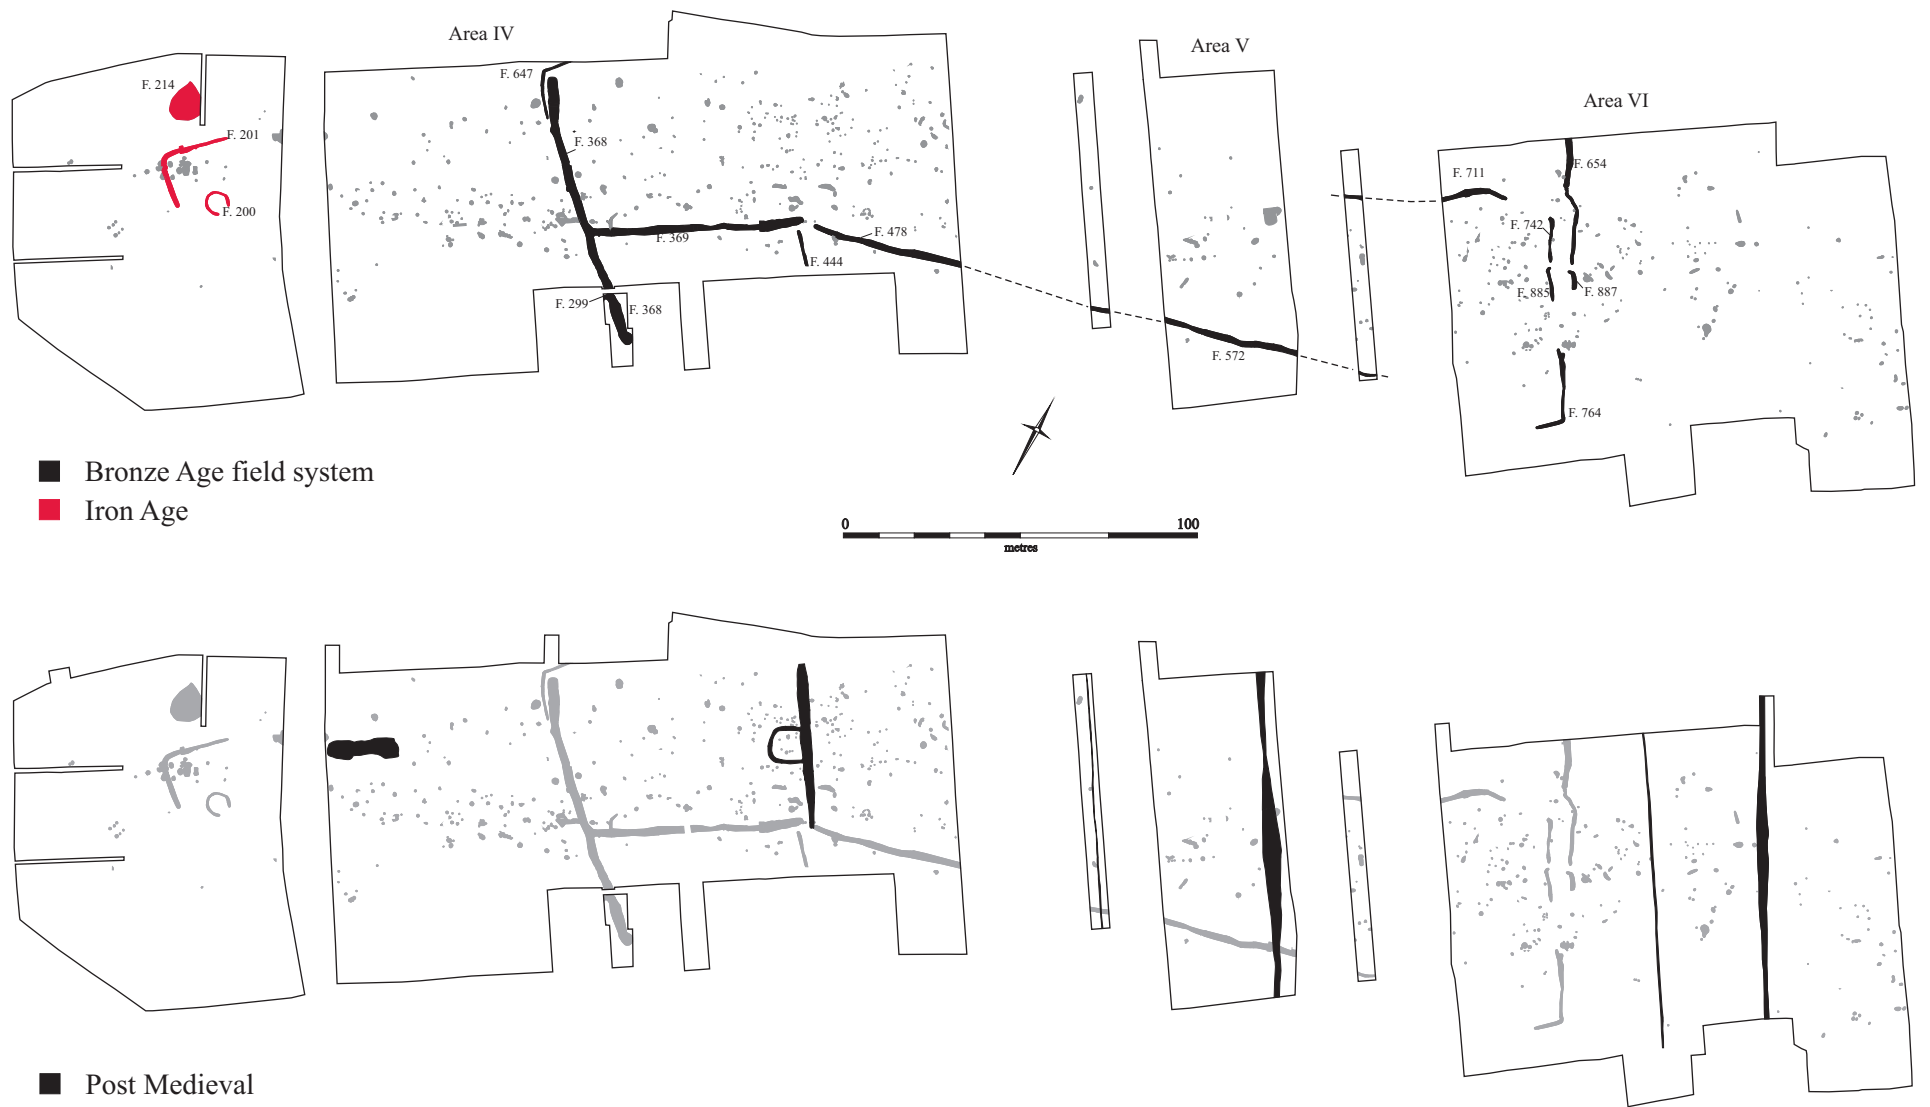 Area IV
Area V
Area VI
F. 647
F. 214
F. 201
F. 368
F. 200
F. 369
F. 478
F. 444
F. 299
F. 368
F. 572
F. 711
F. 654
F. 742
F. 885
F. 887
F. 764
Bronze Age field system
Iron Age
0 100
metres
Post Medieval